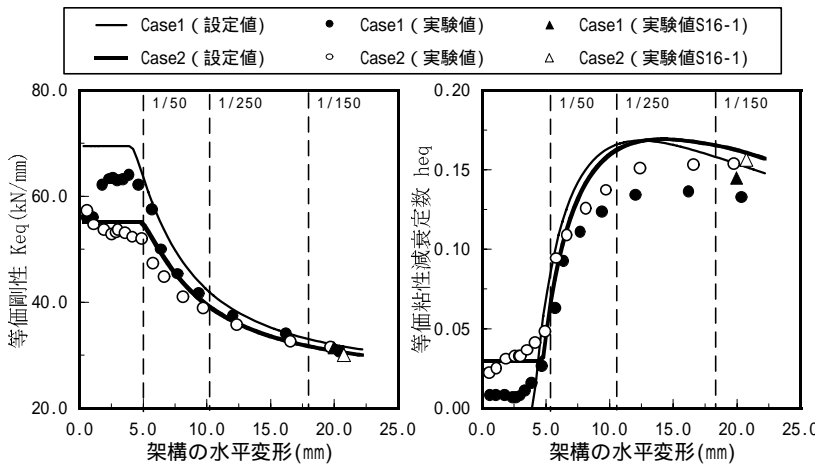 Case1(設定値) Case1(実験値) Case1(実験値S16-1)
Case2(設定値) Case2(実験値) Case2(実験値S16-1)
80.0
60.0
40.0
20.0
等価剛性 Keq(kN/mm)
1/50 1/250 1/150
0.0 5.0 10.0 15.0 20.0 25.0
架構の水平変形(mm)
0.20
0.15
0.10
0.05
0.00
等価粘性減衰定数 heq
1/50 1/250 1/150
0.0 5.0 10.0 15.0 20.0 25.0
架構の水平変形(mm)